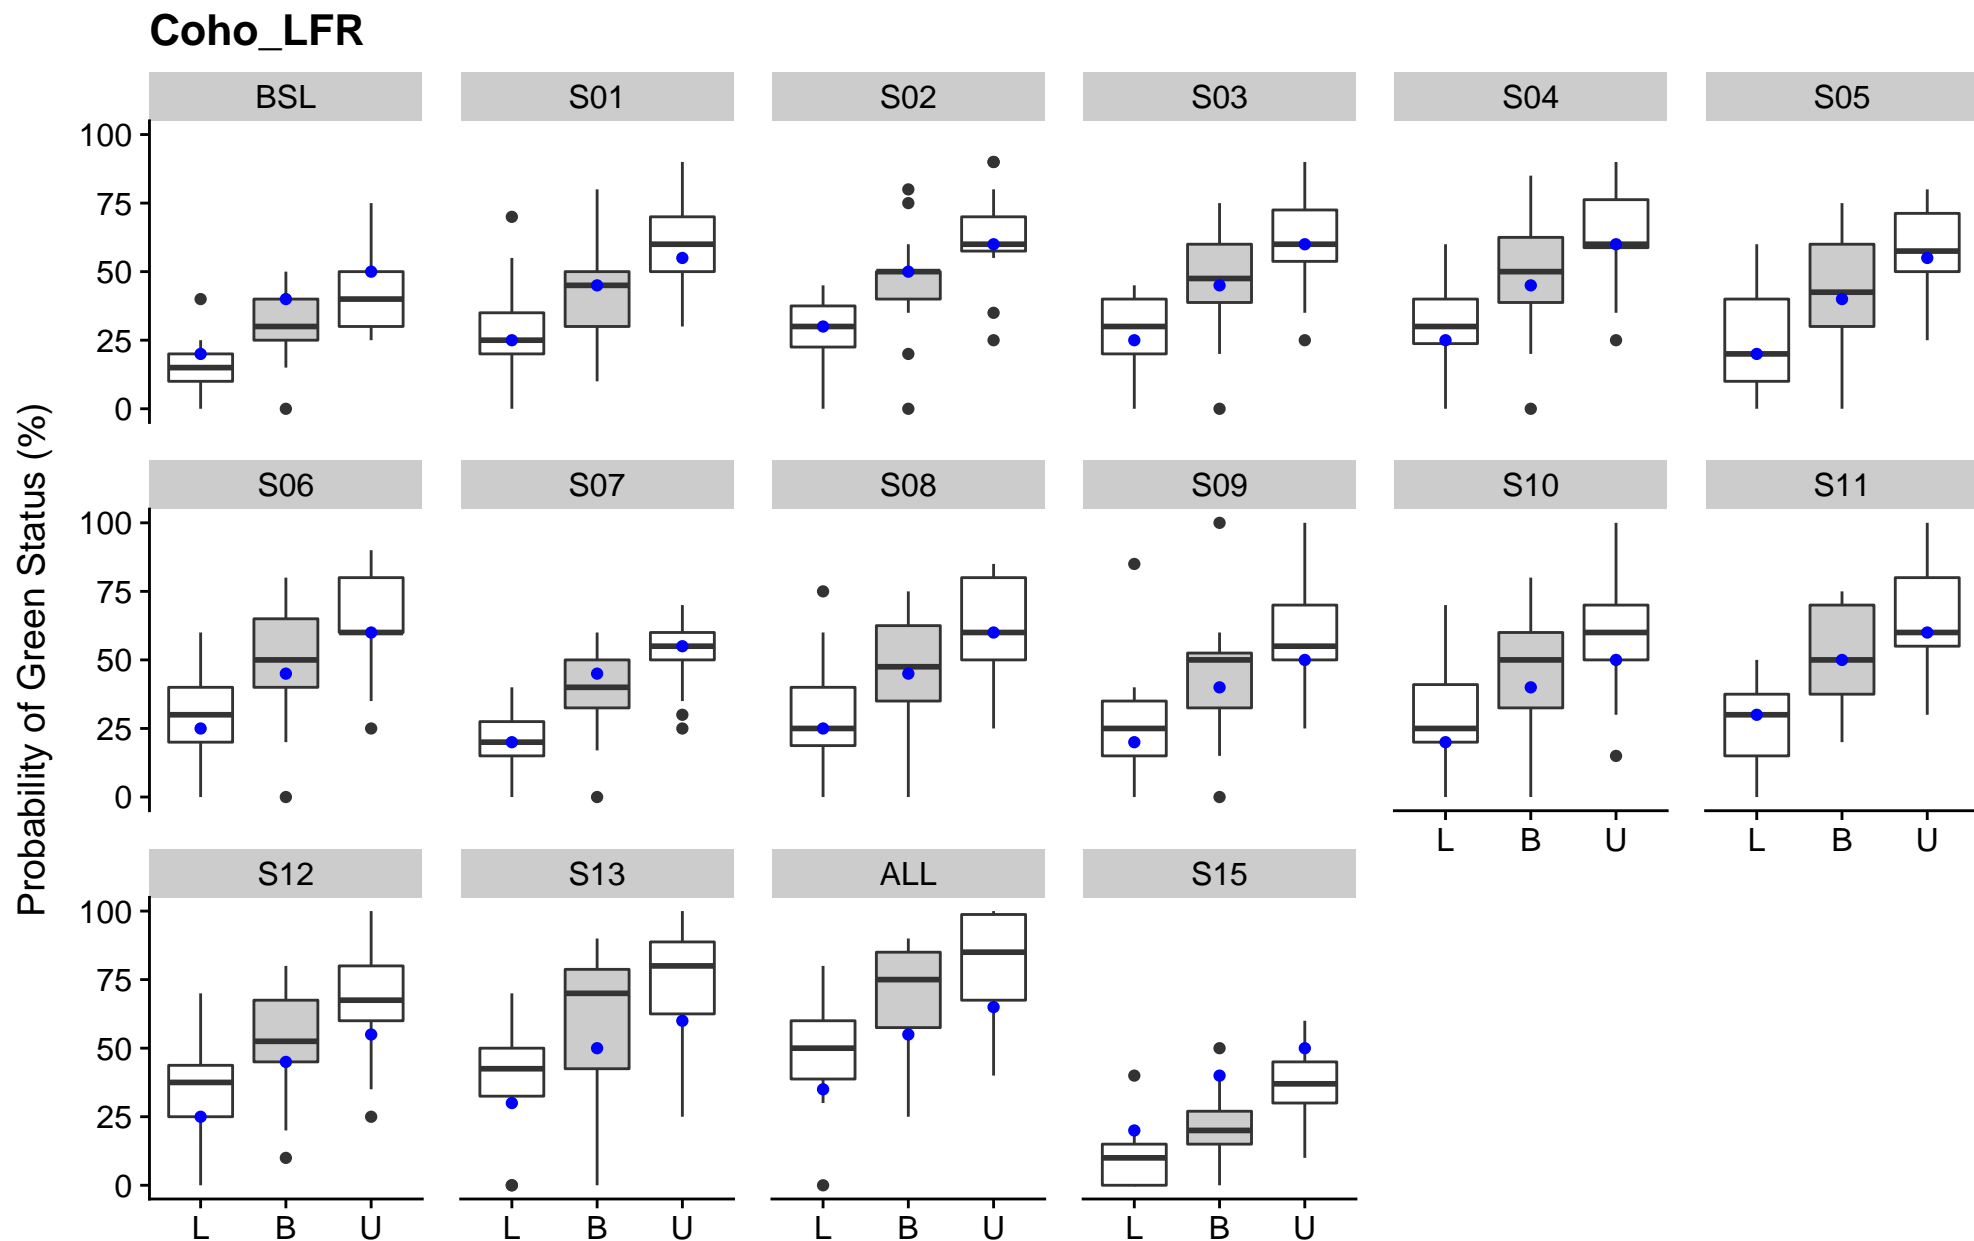 Coho_LFR
BSL S01 S02 S03 S04 S05
100
75
50
25
0
Probability of Green Status (%)
S06 S07 S08 S09 S10 S11
100
75
50
25
0
L B U L B U
S12 S13 ALL S15
100
75
50
25
0
L B U L B U L B U L B U